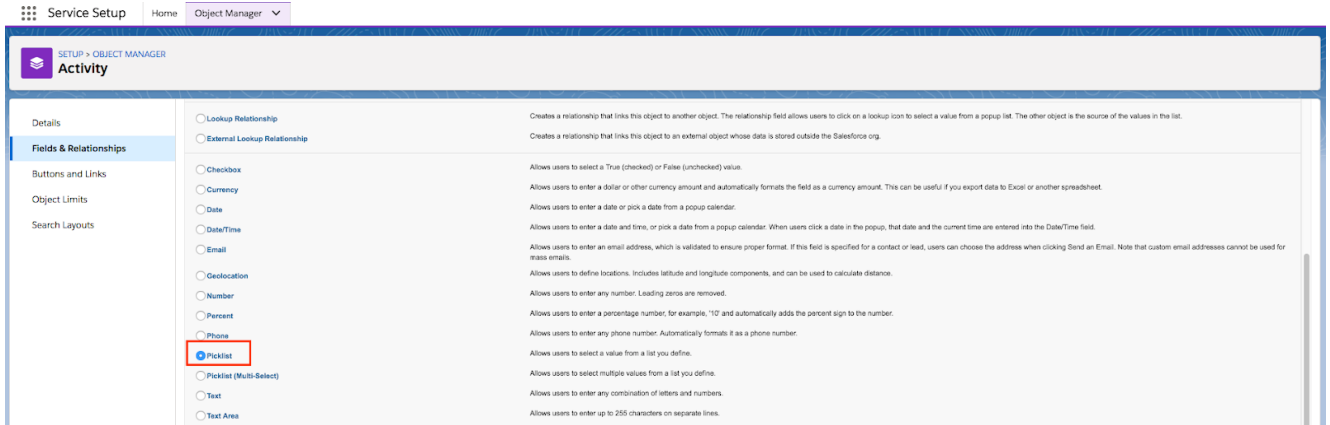 Service Setup Home Object Manager
SETUP > OBJECT MANAGER
Activity
Details
Fields & Relationships
Buttons and Links
Object Limits
Search Layouts
Lookup Relationship Creates a relationship that links this object to another object. The relationship field allows users to click on a lookup icon to select a value from a popup list. The other object is the source of the values in the list.
External Lookup Relationship Creates a relationship that links this object to an external object whose data is stored outside the Salesforce org.
Checkbox Allows users to select a True (checked) or False (unchecked) value.
Currency Allows users to enter a dollar or other currency amount and automatically formats the field as a currency amount. This can be useful if you export data to Excel or another spreadsheet.
Date Allows users to enter a date or pick a date from a popup calendar.
Date/Time Allows users to enter a date and time, or pick a date from a popup calendar. When users click a date in the popup, that date and the current time are entered into the Date/Time field.
Email Allows users to enter an email address, which is validated to ensure proper format. If this field is specified for a contact or lead, users can choose the address when clicking Send an Email. Note that custom email addresses cannot be used for
mass emails.
Geolocation Allows users to define locations. Includes latitude and longitude components, and can be used to calculate distance.
Number Allows users to enter any number. Leading zeros are removed.
Percent Allows users to enter a percentage number, for example, '10' and automatically adds the percent sign to the number.
Phone Allows users to enter any phone number. Automatically formats it as a phone number.
Picklist Allows users to select a value from a list you define.
Picklist (Multi-Select) Allows users to select multiple values from a list you define.
Text Allows users to enter any combination of letters and numbers.
Text Area Allows users to enter up to 255 characters on separate lines.